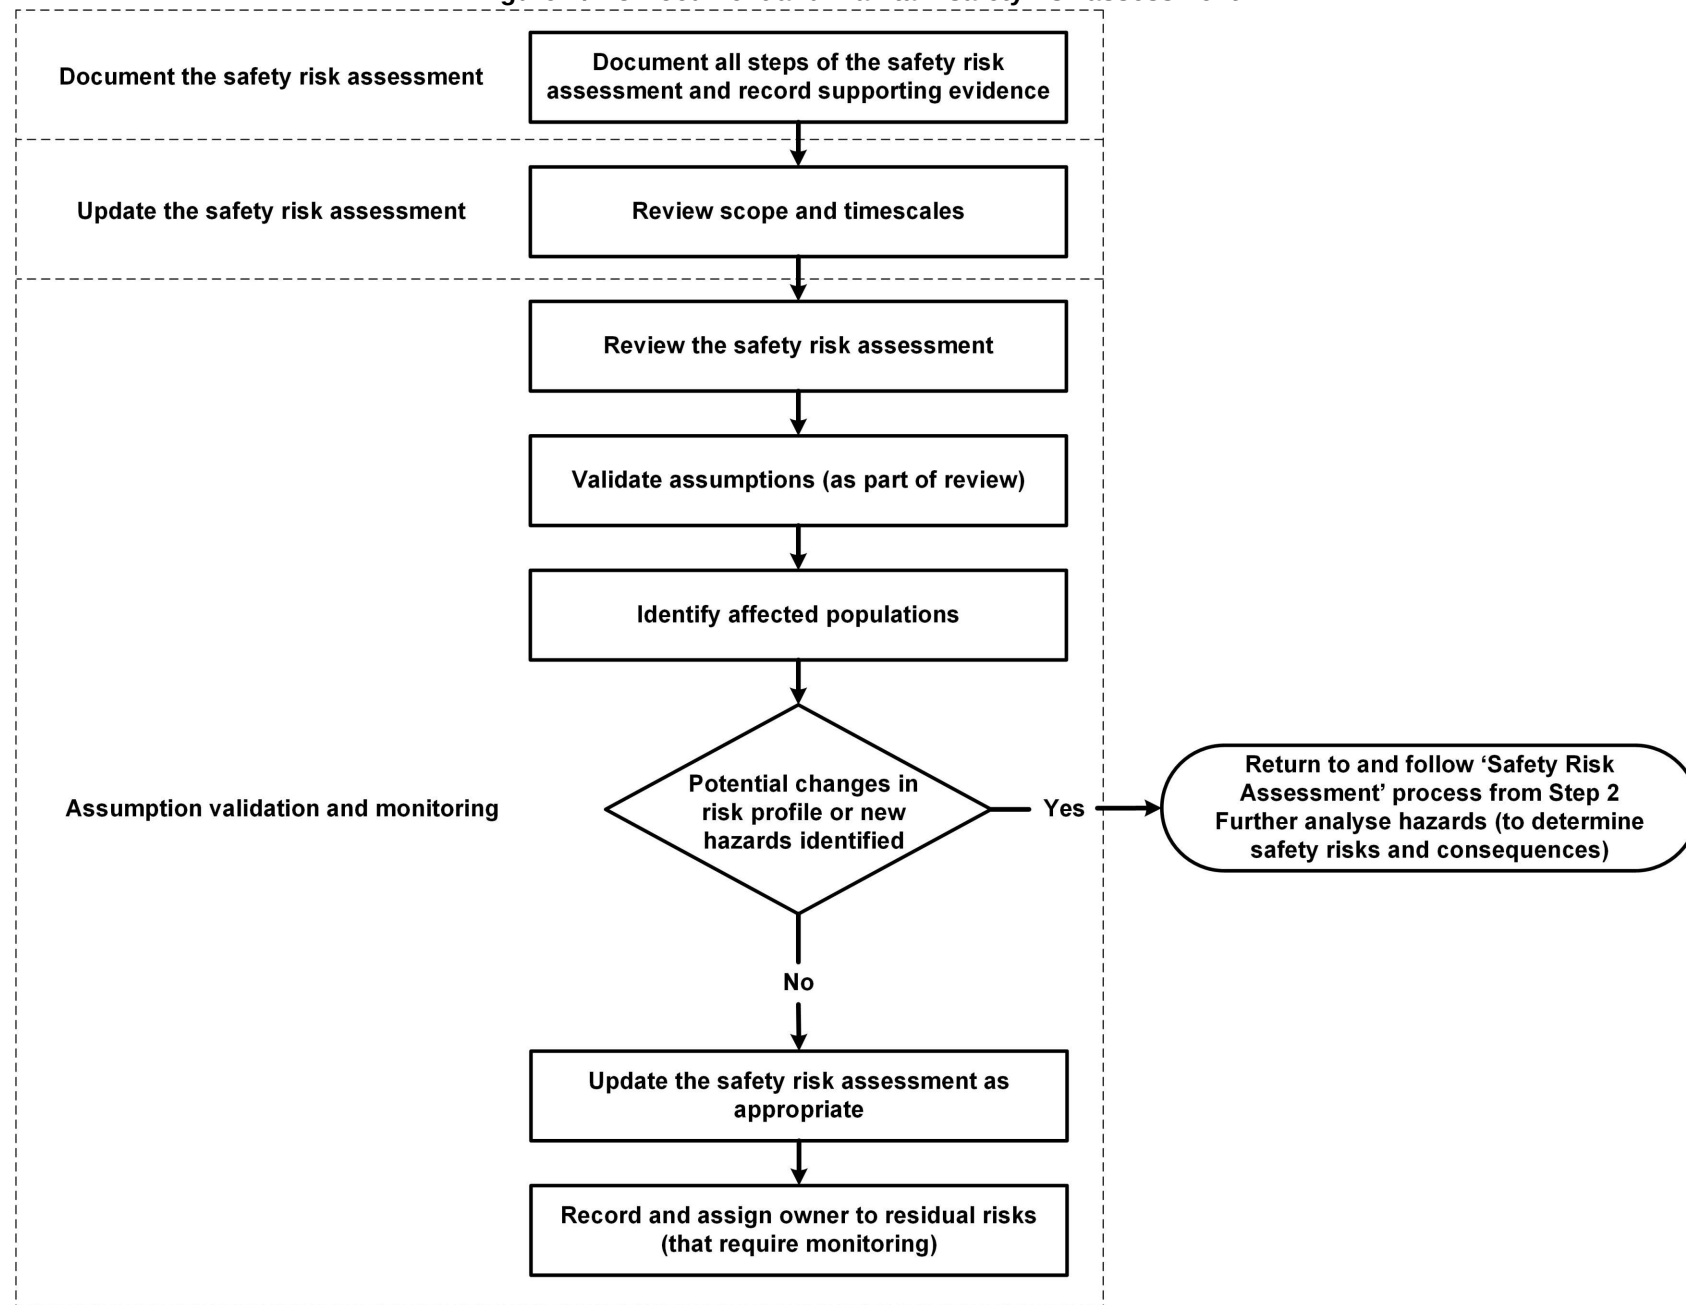 Document the safety risk assessment
Document all steps of the safety risk
assessment and record supporting evidence
Update the safety risk assessment
Review scope and timescales
Review the safety risk assessment
Validate assumptions (as part of review)
Identify affected populations
Assumption validation and monitoring
Potential changes in
risk profile or new
hazards identified
Yes
Return to and follow ‘Safety Risk
Assessment’ process from Step 2
Further analyse hazards (to determine
safety risks and consequences)
No
Update the safety risk assessment as
appropriate
Record and assign owner to residual risks
(that require monitoring)